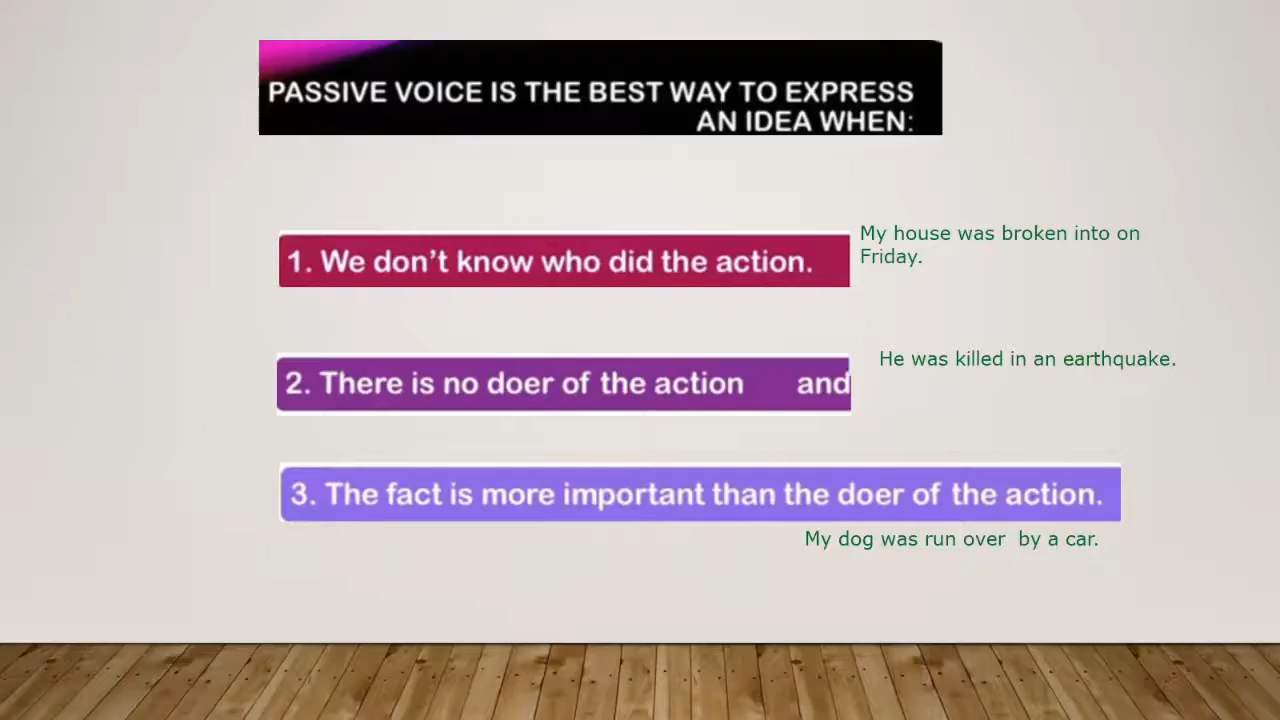 PASSIVE VOICE IS THE BEST WAY TO EXPRESS
AN IDEA WHEN:
1. We don’t know who did the action.
My house was broken into on
Friday.
2. There is no doer of the action and
He was killed in an earthquake.
3. The fact is more important than the doer of the action.
My dog was run over by a car.